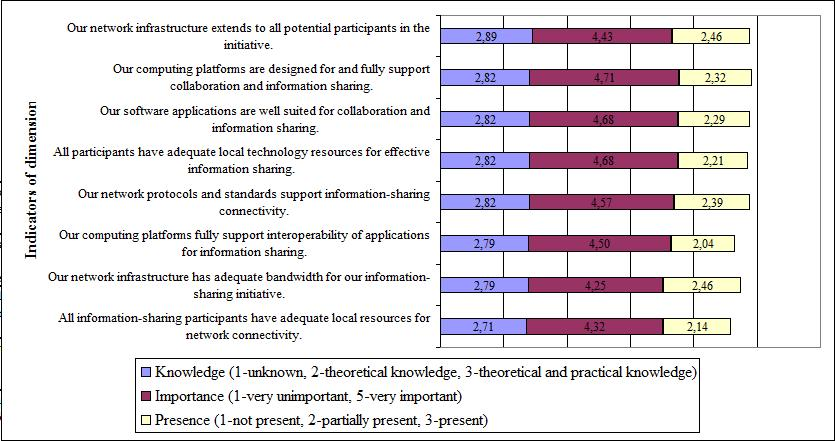 Indicators of dimension
Our network infrastructure extends to all potential participants in the
initiative.
2,89 4,43 2,46
Our computing platforms are designed for and fully support
collaboration and information sharing.
2,82 4,71 2,32
Our software applications are well suited for collaboration and
information sharing.
2,82 4,68 2,29
All participants have adequate local technology resources for effective
information sharing.
2,82 4,68 2,21
Our network protocols and standards support information-sharing
connectivity.
2,82 4,57 2,39
Our computing platforms fully support interoperability of applications
for information sharing.
2,79 4,50 2,04
Our network infrastructure has adequate bandwidth for our information-
sharing initiative.
2,79 4,25 2,46
All information-sharing participants have adequate local resources for
network connectivity.
2,71 4,32 2,14
Knowledge (1-unknown, 2-theoretical knowledge, 3-theoretical and practical knowledge)
Importance (1-very unimportant, 5-very important)
Presence (1-not present, 2-partially present, 3-present)